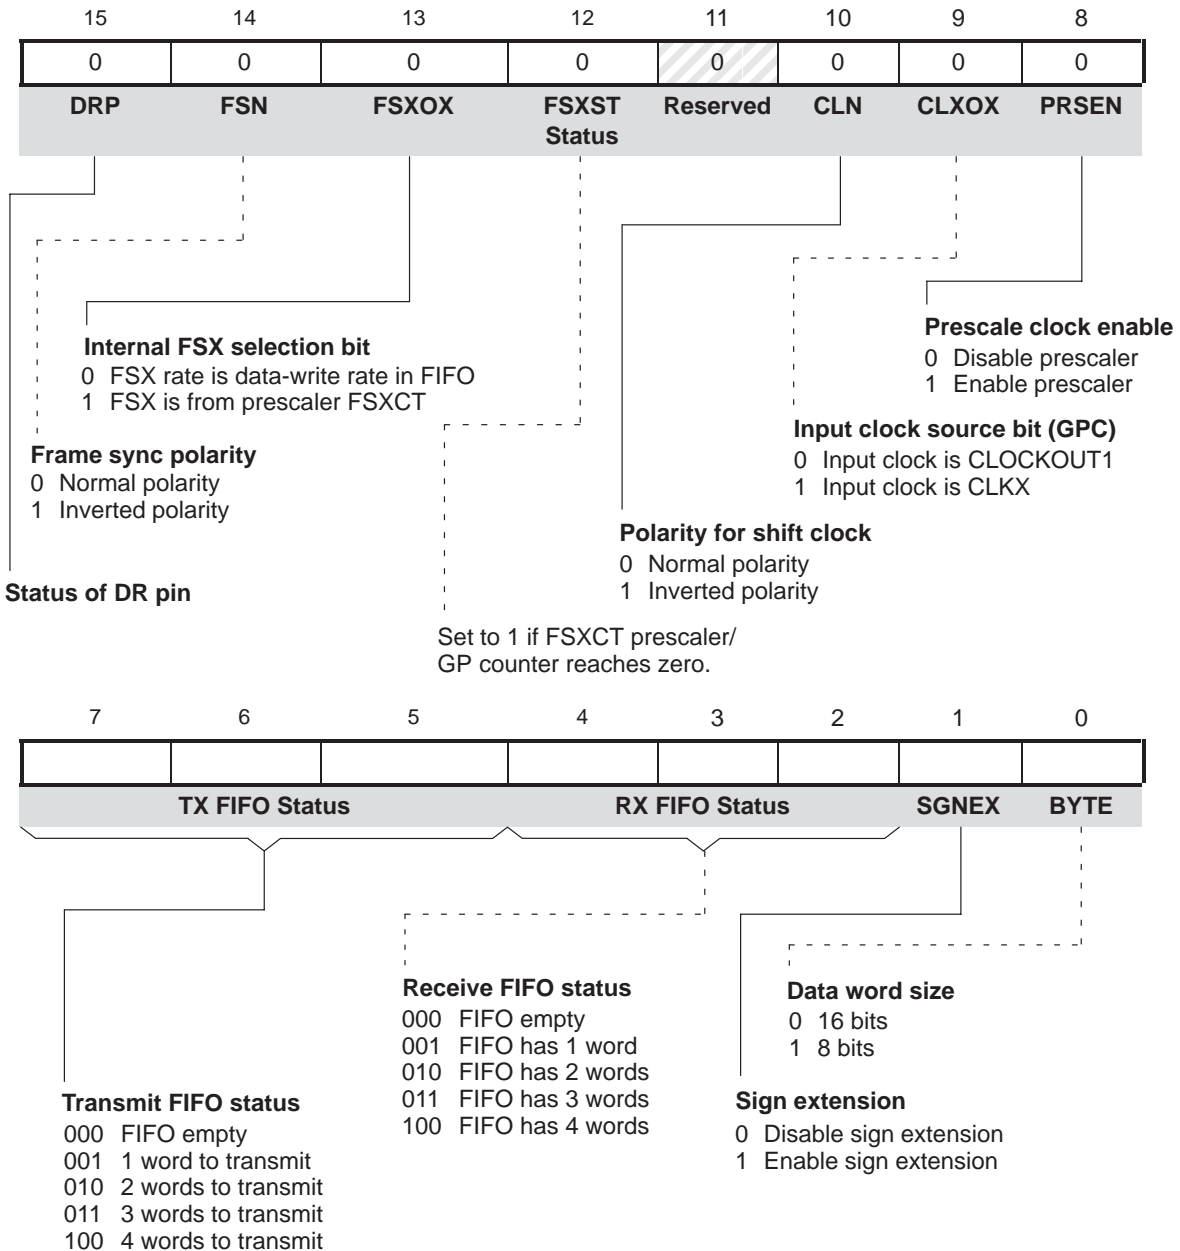 15 14 13 12 11 10 9 8
0 0 0 0 0 0 0 0
DRP FSN FSXOX FSXST Reserved CLN CLXOX PRSEN
Status
Internal FSX selection bit
0 FSX rate is data-write rate in FIFO
1 FSX is from prescaler FSXCT
Prescale clock enable
0 Disable prescaler
1 Enable prescaler
Frame sync polarity
0 Normal polarity
1 Inverted polarity
Input clock source bit (GPC)
0 Input clock is CLOCKOUT1
1 Input clock is CLKX
Polarity for shift clock
0 Normal polarity
1 Inverted polarity
Status of DR pin
Set to 1 if FSXCT prescaler/
GP counter reaches zero.
7 6 5 4 3 2 1 0
TX FIFO Status RX FIFO Status SGNEX BYTE
Receive FIFO status
000 FIFO empty
001 FIFO has 1 word
010 FIFO has 2 words
011 FIFO has 3 words
100 FIFO has 4 words
Data word size
0 16 bits
1 8 bits
Transmit FIFO status
000 FIFO empty
001 1 word to transmit
010 2 words to transmit
011 3 words to transmit
100 4 words to transmit
Sign extension
0 Disable sign extension
1 Enable sign extension